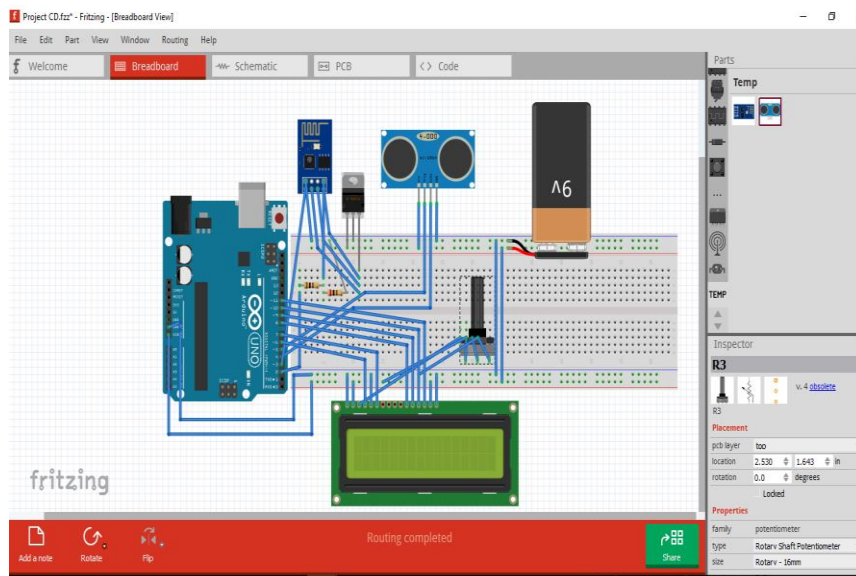 Project CD.fzz* - Fritzing - [Breadboard View]
File Edit Part View Window Routing Help
Welcome
Breadboard
Schematic
PCB
<> Code
Parts
Temp
TEMP
9V
Arduino
UNO
fritzing
Inspector
R3
v. 4 obsolete
R3
Placement
pcb layer
location 2.530 1.643 in
rotation 0.0 degrees
Locked
Properties
family potentiometer
type Rotary Shaft Potentiometer
size Rotary - 16mm
Add a note
Rotate
Flip
Routing completed
Share